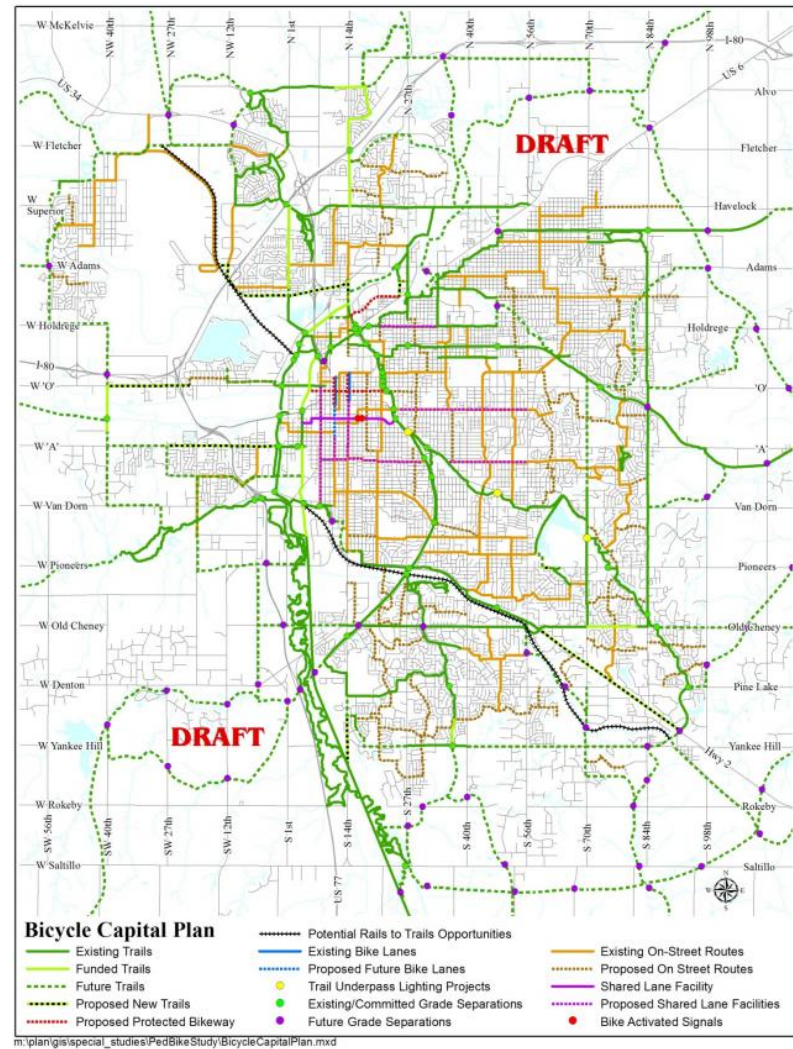 W McKelvie
NW 40th
NW 27th
NW 12th
N 1st
N 14th
N 27th
N 40th
N 56th
N 70th
N 84th
N 98th
I-80
US 6
US 34
Alvo
DRAFT
W Fletcher
Fletcher
W
Superior
Havelock
W Adams
Adams
W Holdrege
Holdrege
I-80
W 'O'
'O'
W 'A'
'A'
W Van Dorn
Van Dorn
W Pioneers
Pioneers
W Old Cheney
Old Cheney
W Denton
Pine Lake
DRAFT
W Yankee Hill
Yankee Hill
Hwy 2
W Rokeby
Rokeby
SW 56th
SW 40th
SW 27th
SW 12th
S 1st
S 14th
S 27th
S 40th
S 56th
S 70th
S 84th
S 98th
W Saltillo
Saltillo
US 77
N
W
E
S
Bicycle Capital Plan
Existing Trails
Funded Trails
Future Trails
Proposed New Trails
Proposed Protected Bikeway
Potential Rails to Trails Opportunities
Existing Bike Lanes
Proposed Future Bike Lanes
Trail Underpass Lighting Projects
Existing/Committed Grade Separations
Future Grade Separations
Existing On-Street Routes
Proposed On Street Routes
Shared Lane Facility
Proposed Shared Lane Facilities
Bike Activated Signals
m:\plan\gis\special_studies\PedBikeStudy\BicycleCapitalPlan.mxd